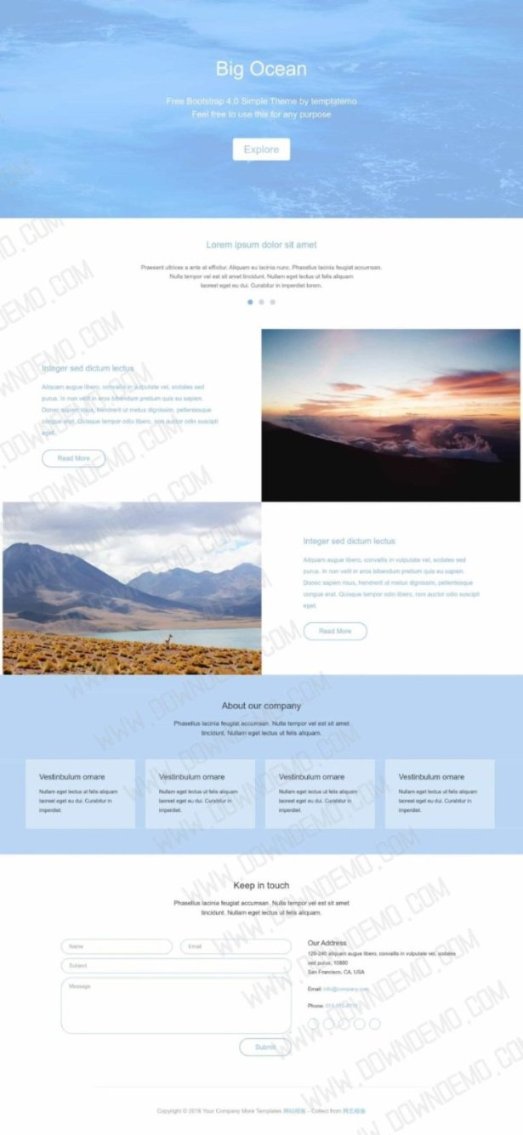 Big Ocean
Free Bootstrap 4.0 Simple Theme by templatemo
Feel free to use this for any purpose
Explore
Lorem ipsum dolor sit amet
Praesent ultrices a ante at efficitur. Aliquam eu lacinia nunc. Phasellus lacinia feugiat accumsan.
Nulla tempor vel est sit amet tincidunt. Nullam eget lectus ut felis aliquam
laoreet eget eu dui. Curabitur in imperdiet lorem.
Integer sed dictum lectus
Aliquam augue libero, convallis in vulputate vel, sodales sed
purus. In non velit in eros bibendum pretium quis eu sapien.
Donec sapien risus, hendrerit ut metus dignissim, pellentesque
congue erat. Quisque tempor odio libero, non auctor odio suscipit
eget.
Read More
Integer sed dictum lectus
Aliquam augue libero, convallis in vulputate vel, sodales sed
purus. In non velit in eros bibendum pretium quis eu sapien.
Donec sapien risus, hendrerit ut metus dignissim, pellentesque
congue erat. Quisque tempor odio libero, non auctor odio suscipit
eget.
Read More
About our company
Phasellus lacinia feugiat accumsan. Nulla tempor vel est sit amet
tincidunt. Nullam eget lectus ut felis aliquam.
Vestinbulum ornare
Nullam eget lectus ut felis aliquam
laoreet eget eu dui. Curabitur in
imperdiet.
Vestinbulum ornare
Nullam eget lectus ut felis aliquam
laoreet eget eu dui. Curabitur in
imperdiet.
Vestinbulum ornare
Nullam eget lectus ut felis aliquam
laoreet eget eu dui. Curabitur in
imperdiet.
Vestinbulum ornare
Nullam eget lectus ut felis aliquam
laoreet eget eu dui. Curabitur in
imperdiet.
Keep in touch
Phasellus lacinia feugiat accumsan. Nulla tempor vel est sit amet
tincidunt. Nullam eget lectus ut felis aliquam.
Name
Email
Subject
Message
Submit
Our Address
120-240 aliquam augue libero, convallis in vulputate vel, sodales
sed purus, 10880
San Francisco, CA, USA
Email: info@company.com
Phone:
Copyright © 2018 Your Company More Templates 网站模板 - Collect from 网页模板
WWW.DOWNDEMO.COM